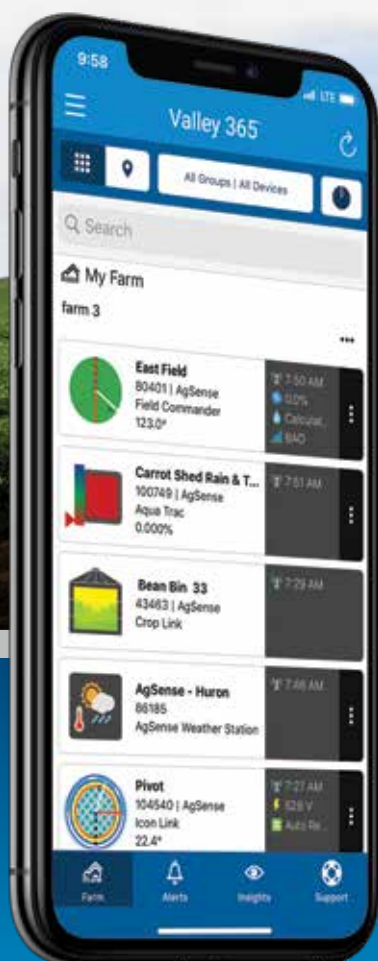 9:58
LTE
Valley 365
All Groups | All Devices
Search
My Farm
farm 3
East Field
80401 | AgSense
Field Commander
123.0°
7:50 AM
0.0%
Calculat...
BAD
Carrot Shed Rain & T...
100749 | AgSense
Aqua Trac
0.000%
7:51 AM
Bean Bin 33
43463 | AgSense
Crop Link
7:29 AM
AgSense - Huron
86185
AgSense Weather Station
7:46 AM
Pivot
104540 | AgSense
Icon Link
22.4°
7:27 AM
528 V
Auto Re...
Farm
Alerts
Insights
Support